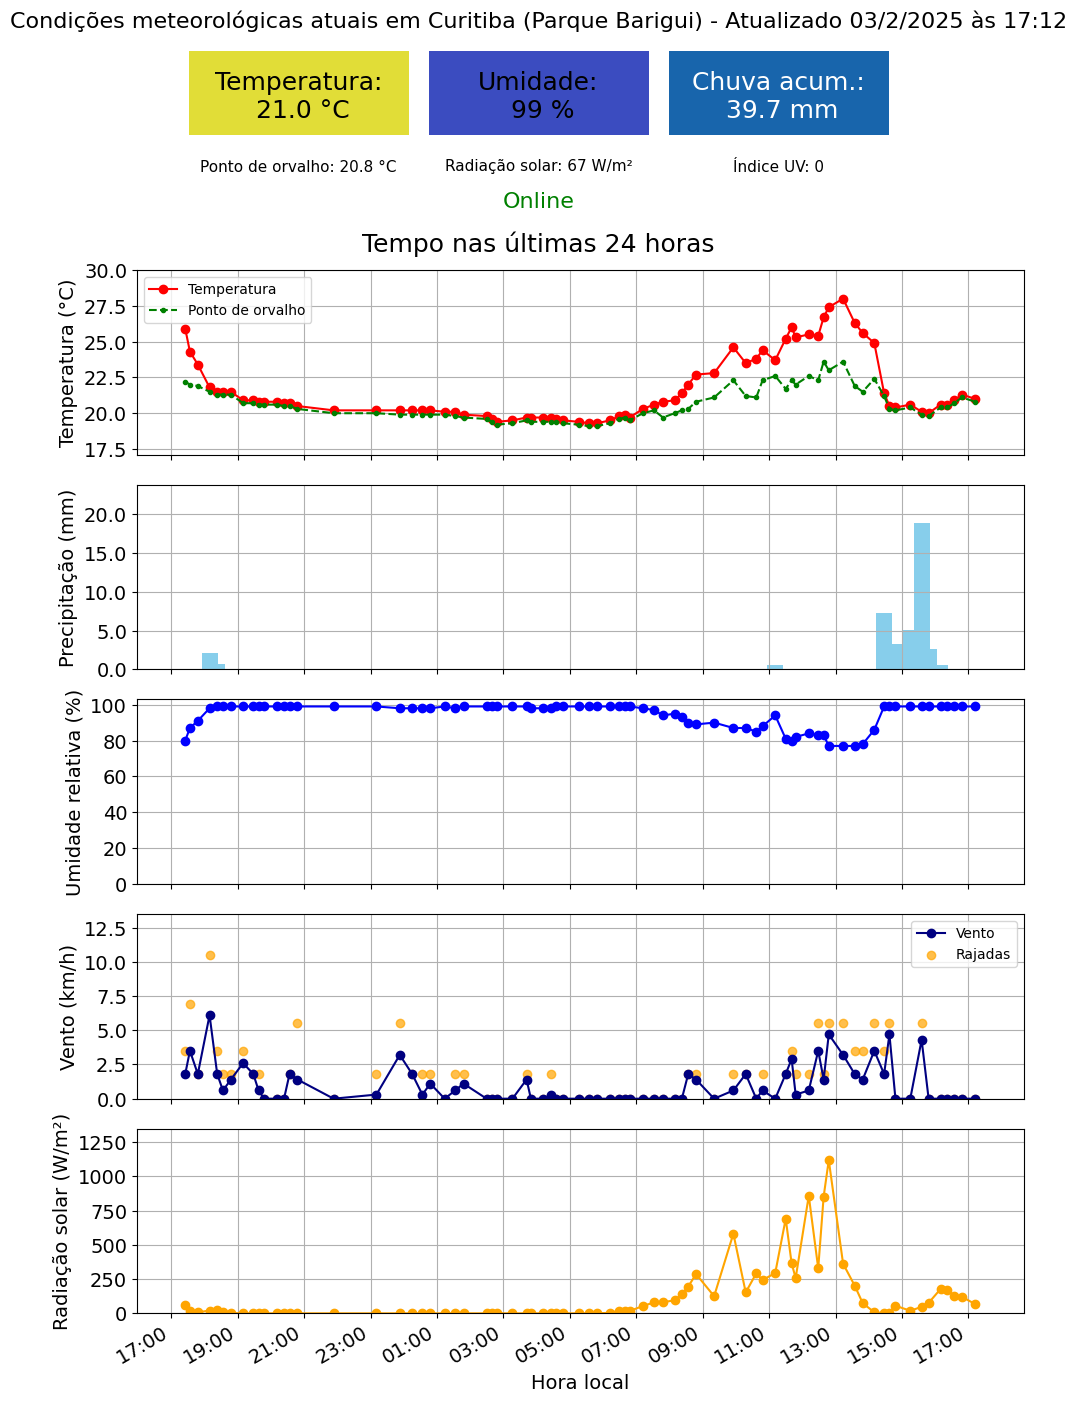 Condições meteorológicas atuais em Curitiba (Parque Barigui) - Atualizado 03/2/2025 às 17:12
Temperatura:
21.0 °C
Umidade:
99 %
Chuva acum.:
39.7 mm
Ponto de orvalho: 20.8 °C
Radiação solar: 67 W/m²
Índice UV: 0
Online
Tempo nas últimas 24 horas
Temperatura (°C)
30.0
27.5
25.0
22.5
20.0
17.5
Temperatura
Ponto de orvalho
Precipitação (mm)
20.0
15.0
10.0
5.0
0.0
Umidade relativa (%)
100
80
60
40
20
0
Vento (km/h)
12.5
10.0
7.5
5.0
2.5
0.0
Vento
Rajadas
Radiação solar (W/m²)
1250
1000
750
500
250
0
17:00
19:00
21:00
23:00
01:00
03:00
05:00
07:00
09:00
11:00
13:00
15:00
17:00
Hora local